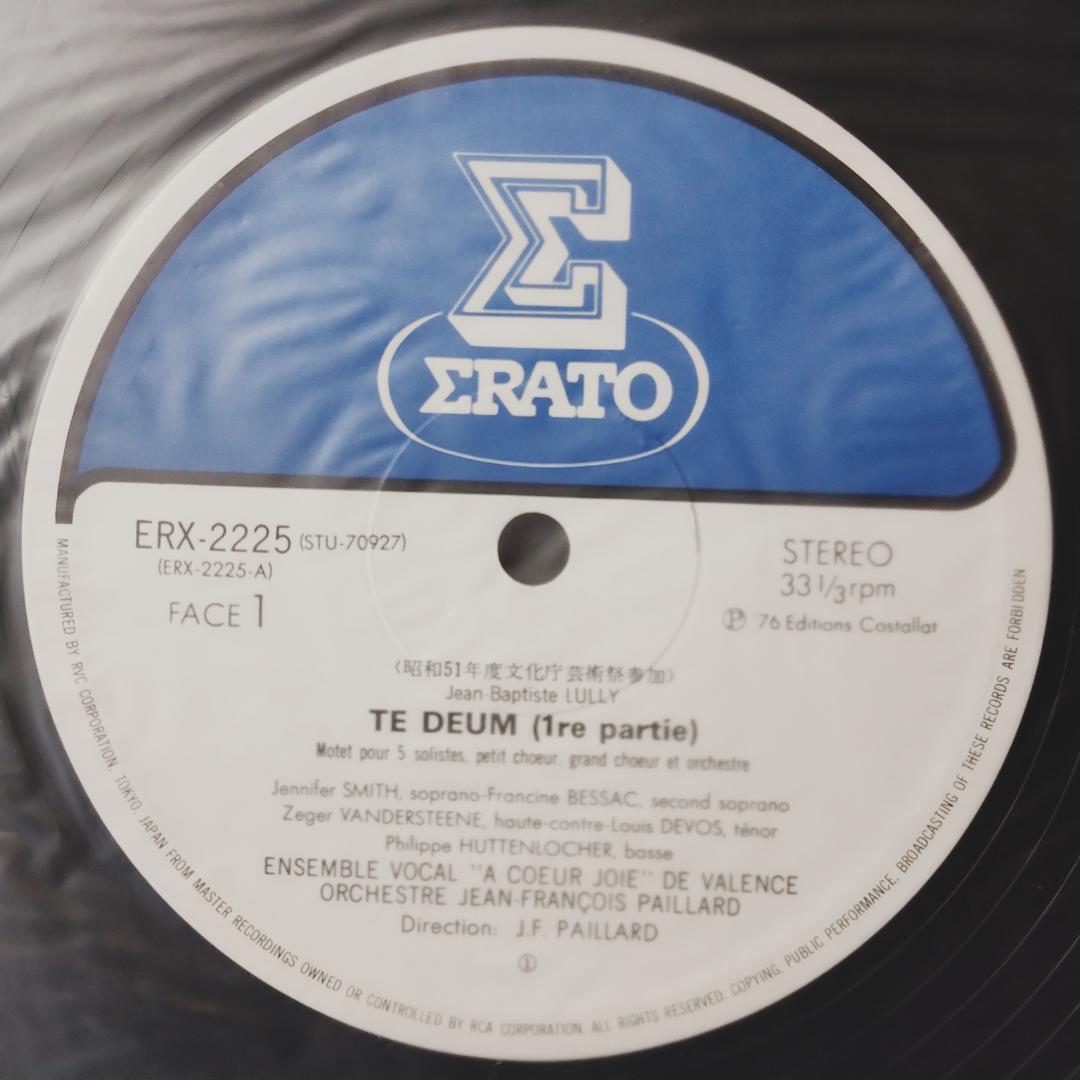 Σ
ΣRATO
ERX-2225 (STU-70927)
(ERX-2225-A)
FACE 1
STEREO
33 1/3 rpm
Ⓟ '76 Editions Costallat
〈昭和51年度文化庁芸術祭参加〉
Jean-Baptiste LULLY
TE DEUM (1re partie)
Motet pour 5 solistes, petit choeur, grand choeur et orchestre
Jennifer SMITH, soprano-Francine BESSAC, second soprano
Zeger VANDERSTEENE, haute-contre-Louis DEVOS, ténor
Philippe HUTTENLOCHER, basse
ENSEMBLE VOCAL "A COEUR JOIE" DE VALENCE
ORCHESTRE JEAN-FRANÇOIS PAILLARD
Direction: J.F. PAILLARD
①
MANUFACTURED BY RVC CORPORATION, TOKYO, JAPAN FROM MASTER RECORDINGS OWNED OR CONTROLLED BY RCA CORPORATION. ALL RIGHTS RESERVED. COPYING, PUBLIC PERFORMANCE, BROADCASTING OF THESE RECORDS ARE FORBIDDEN